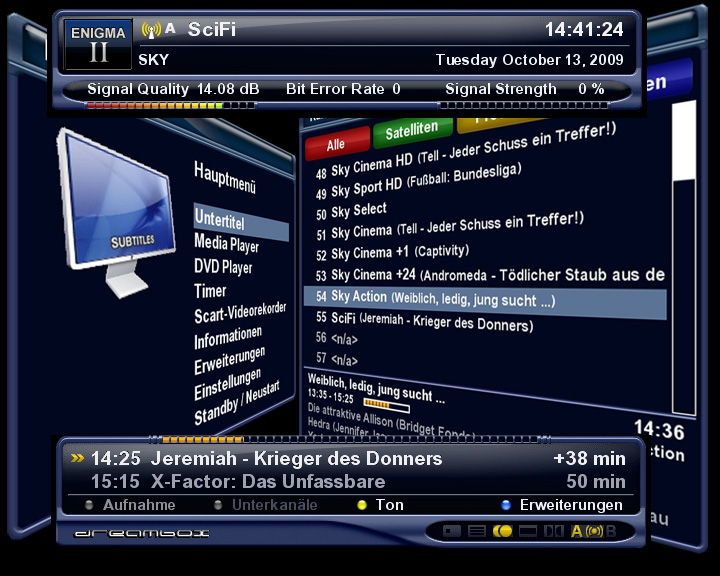 ENIGMA
II
A SciFi 14:41:24
SKY Tuesday October 13, 2009
Signal Quality 14.08 dB Bit Error Rate 0 Signal Strength 0 %
en
Alle Satelliten
SUBTITLES
Hauptmenü
Untertitel
Media Player
DVD Player
Timer
Scart-Videorekorder
Informationen
Erweiterungen
Einstellungen
Standby / Neustart
48 Sky Cinema HD (Tell - Jeder Schuss ein Treffer!)
49 Sky Sport HD (Fußball: Bundesliga)
50 Sky Select
51 Sky Cinema (Tell - Jeder Schuss ein Treffer!)
52 Sky Cinema +1 (Captivity)
53 Sky Cinema +24 (Andromeda - Tödlicher Staub aus de
54 Sky Action (Weiblich, ledig, jung sucht ...)
55 SciFi (Jeremiah - Krieger des Donners)
56 <n/a>
57 <n/a>
Weiblich, ledig, jung sucht ...
13:35 - 15:25
Die attraktive Allison (Bridget Fonda)
Hedra (Jennifer
14:36
ction
14:25 Jeremiah - Krieger des Donners +38 min
15:15 X-Factor: Das Unfassbare 50 min
Aufnahme Unterkanäle Ton Erweiterungen
au
dreambox
A B